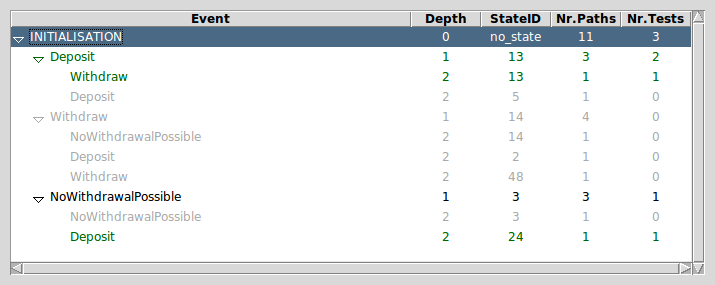 Event Depth StateID Nr.Paths Nr.Tests
INITIALISATION 0 no_state 11 3
Deposit 1 13 3 2
Withdraw 2 13 1 1
Deposit 2 5 1 0
Withdraw 1 14 4 0
NoWithdrawalPossible 2 14 1 0
Deposit 2 2 1 0
Withdraw 2 48 1 0
NoWithdrawalPossible 1 3 3 1
NoWithdrawalPossible 2 3 1 0
Deposit 2 24 1 1